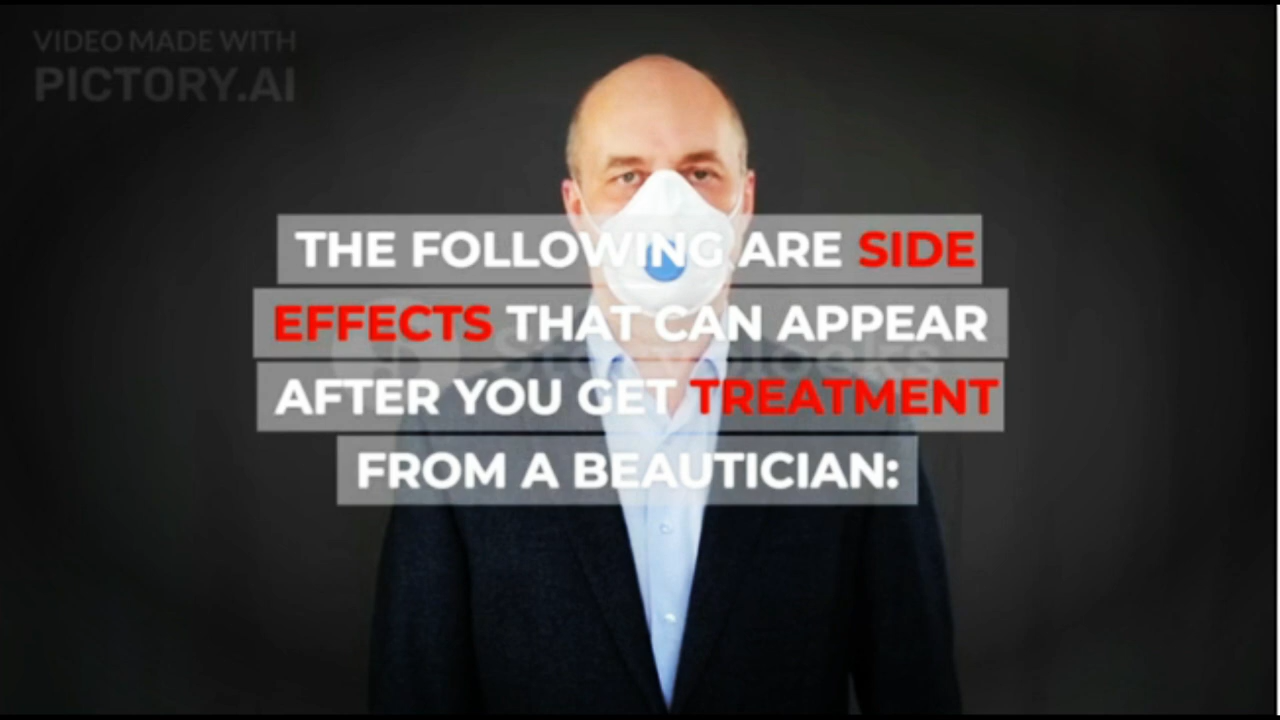 VIDEO MADE WITH
PICTORY.AI
THE FOLLOWING ARE SIDE
EFFECTS THAT CAN APPEAR
AFTER YOU GET TREATMENT
FROM A BEAUTICIAN: